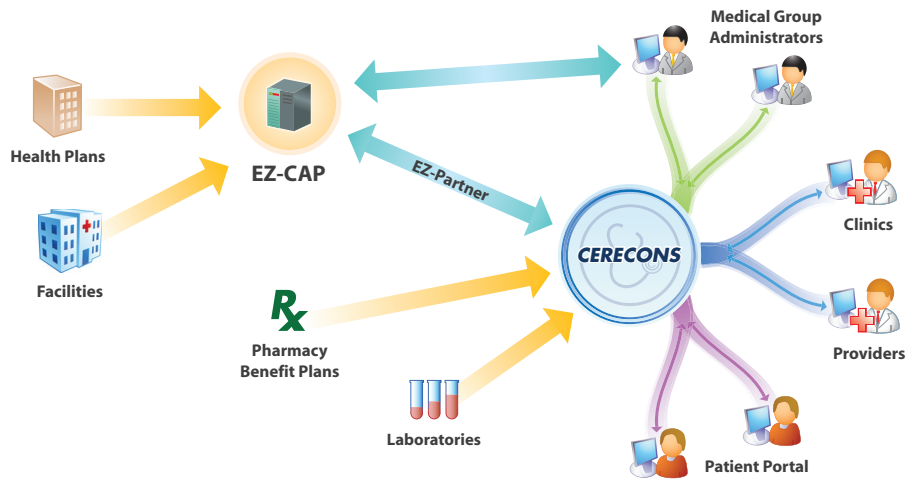 Medical Group
Administrators
Health Plans
EZ-CAP
EZ-Partner
Clinics
CERECONS
Facilities
Rx
Pharmacy
Benefit Plans
Providers
Laboratories
Patient Portal